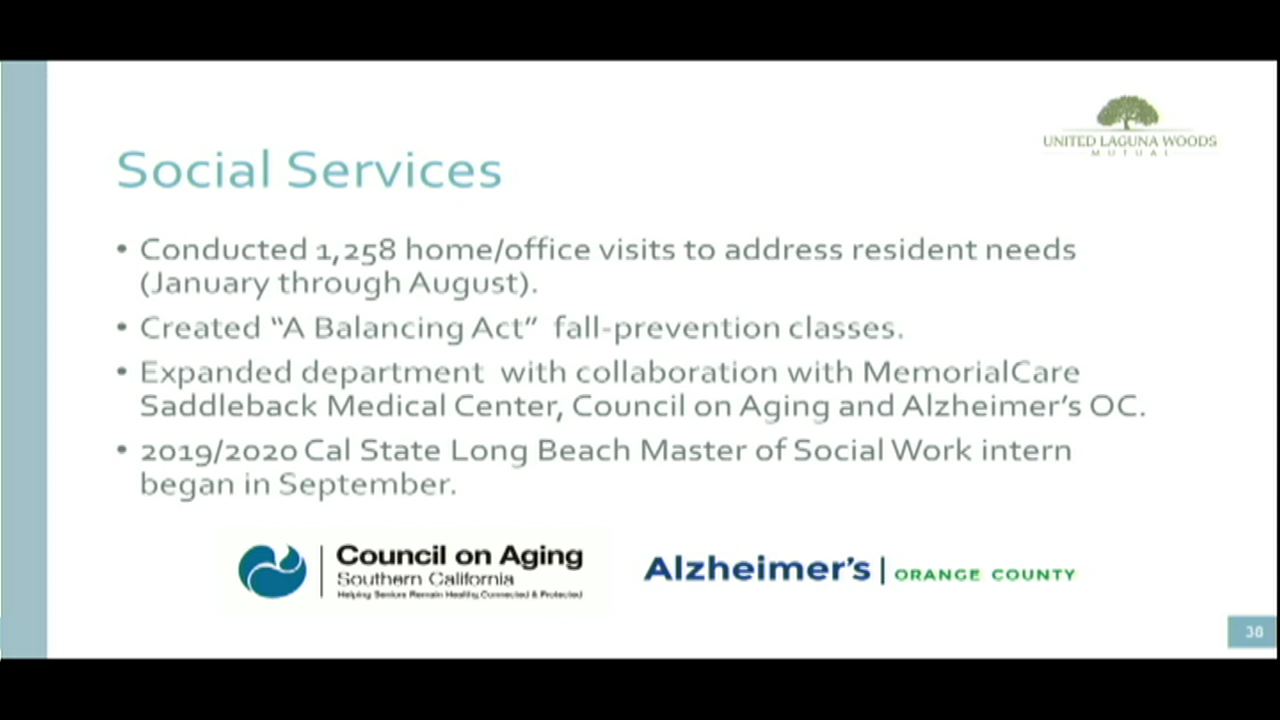 UNITED LAGUNA WOODS
MUTUAL
Social Services
• Conducted 1,258 home/office visits to address resident needs
(January through August).
• Created “A Balancing Act” fall-prevention classes.
• Expanded department with collaboration with MemorialCare
Saddleback Medical Center, Council on Aging and Alzheimer’s OC.
• 2019/2020 Cal State Long Beach Master of Social Work intern
began in September.
Council on Aging
Southern California
Helping Seniors Remain Healthy, Connected & Protected
Alzheimer’s | ORANGE COUNTY
38